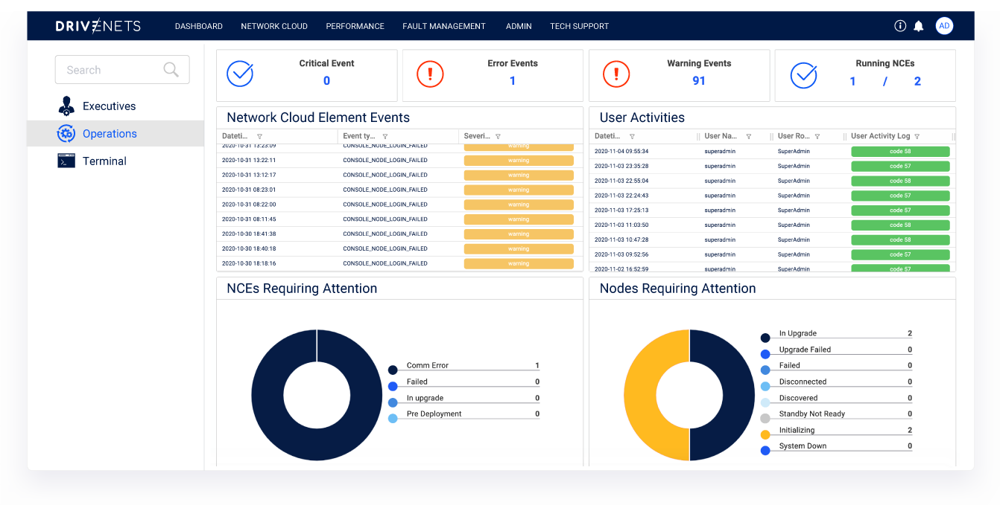 DRIVENETS DASHBOARD NETWORK CLOUD PERFORMANCE FAULT MANAGEMENT ADMIN TECH SUPPORT AD
Search
Executives
Operations
Terminal
Critical Event
0
Error Events
1
Warning Events
91
Running NCEs
1 / 2
Network Cloud Element Events
Dateti... Event ty... Severi...
2020-10-31 13:23:09 CONSOLE_NODE_LOGIN_FAILED warning
2020-10-31 13:22:11 CONSOLE_NODE_LOGIN_FAILED warning
2020-10-31 13:12:17 CONSOLE_NODE_LOGIN_FAILED warning
2020-10-31 08:23:01 CONSOLE_NODE_LOGIN_FAILED warning
2020-10-31 08:22:00 CONSOLE_NODE_LOGIN_FAILED warning
2020-10-31 08:11:45 CONSOLE_NODE_LOGIN_FAILED warning
2020-10-30 18:41:38 CONSOLE_NODE_LOGIN_FAILED warning
2020-10-30 18:40:18 CONSOLE_NODE_LOGIN_FAILED warning
2020-10-30 18:18:16 CONSOLE_NODE_LOGIN_FAILED warning
User Activities
Dateti... User Na... User Ro... User Activity Log
2020-11-04 09:55:34 superadmin SuperAdmin code 58
2020-11-03 23:35:28 superadmin SuperAdmin code 57
2020-11-03 22:55:04 superadmin SuperAdmin code 58
2020-11-03 22:24:43 superadmin SuperAdmin code 57
2020-11-03 17:25:13 superadmin SuperAdmin code 57
2020-11-03 11:03:50 superadmin SuperAdmin code 58
2020-11-03 10:47:28 superadmin SuperAdmin code 58
2020-11-03 09:52:56 superadmin SuperAdmin code 57
2020-11-02 16:52:59 superadmin SuperAdmin code 57
NCEs Requiring Attention
Comm Error 1
Failed 0
In upgrade 0
Pre Deployment 0
Nodes Requiring Attention
In Upgrade 2
Upgrade Failed 0
Failed 0
Disconnected 0
Discovered 0
Standby Not Ready 0
Initializing 2
System Down 0